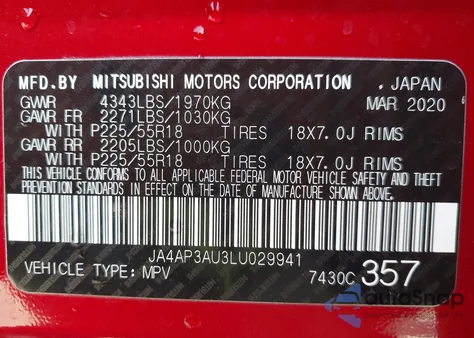 MFD.BY MITSUBISHI MOTORS CORPORATION . JAPAN
GVWR 4343LBS/1970KG MAR 2020
GAWR FR 2271LBS/1030KG
WITH P225/55R18 TIRES 18X7.0J RIMS
GAWR RR 2205LBS/1000KG
WITH P225/55R18 TIRES 18X7.0J RIMS
THIS VEHICLE CONFORMS TO ALL APPLICABLE FEDERAL MOTOR VEHICLE SAFETY AND THEFT
PREVENTION STANDARDS IN EFFECT ON THE DATE OF MANUFACTURE SHOWN ABOVE.
JA4AP3AU3LU029941
VEHICLE TYPE: MPV 7430C 357
AutoSnap